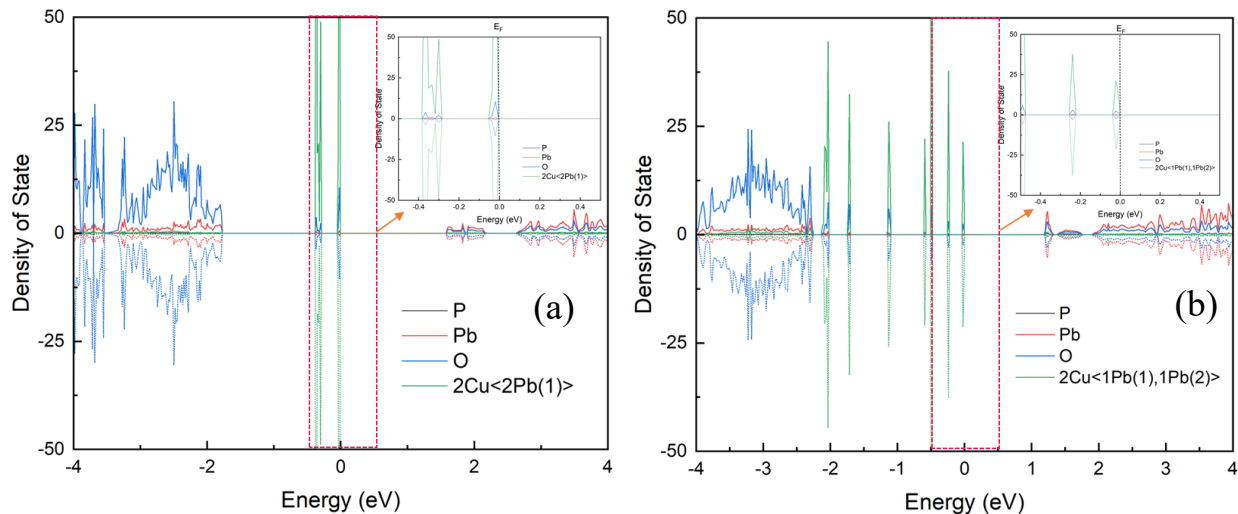 50
25
0
-25
-50
Density of State
-4
-2
0
2
4
Energy (eV)
(a)
P
Pb
O
2Cu<2Pb(1)>
E_F
50
25
0
-25
-50
Density of State
-0.4
-0.2
0.0
0.2
0.4
Energy (eV)
P
Pb
O
2Cu<2Pb(1)>
50
25
0
-25
-50
Density of State
-4
-3
-2
-1
0
1
2
3
4
Energy (eV)
(b)
P
Pb
O
2Cu<1Pb(1),1Pb(2)>
E_F
50
25
0
-25
-50
Density of State
-0.4
-0.2
0.0
0.2
0.4
Energy (eV)
P
Pb
O
2Cu<1Pb(1),1Pb(2)>